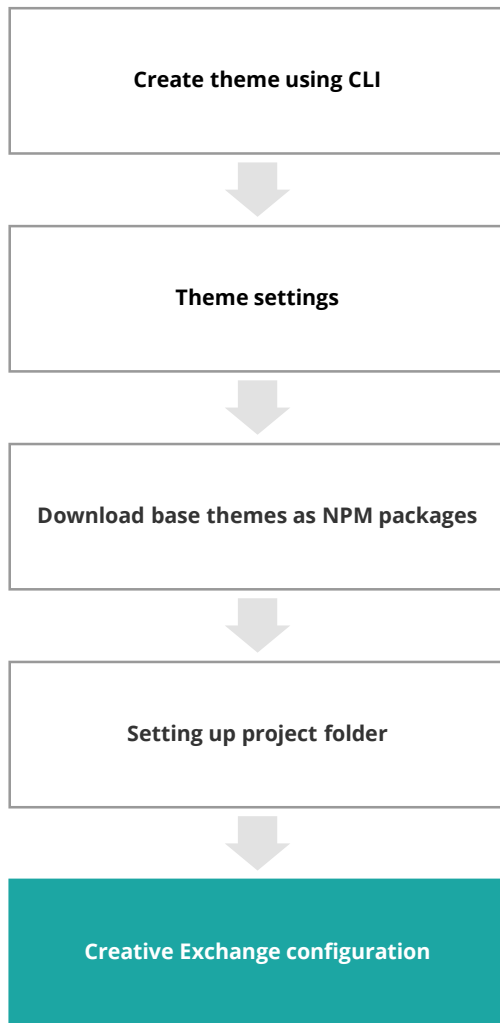 Create theme using CLI
Theme settings
Download base themes as NPM packages
Setting up project folder
Creative Exchange configuration